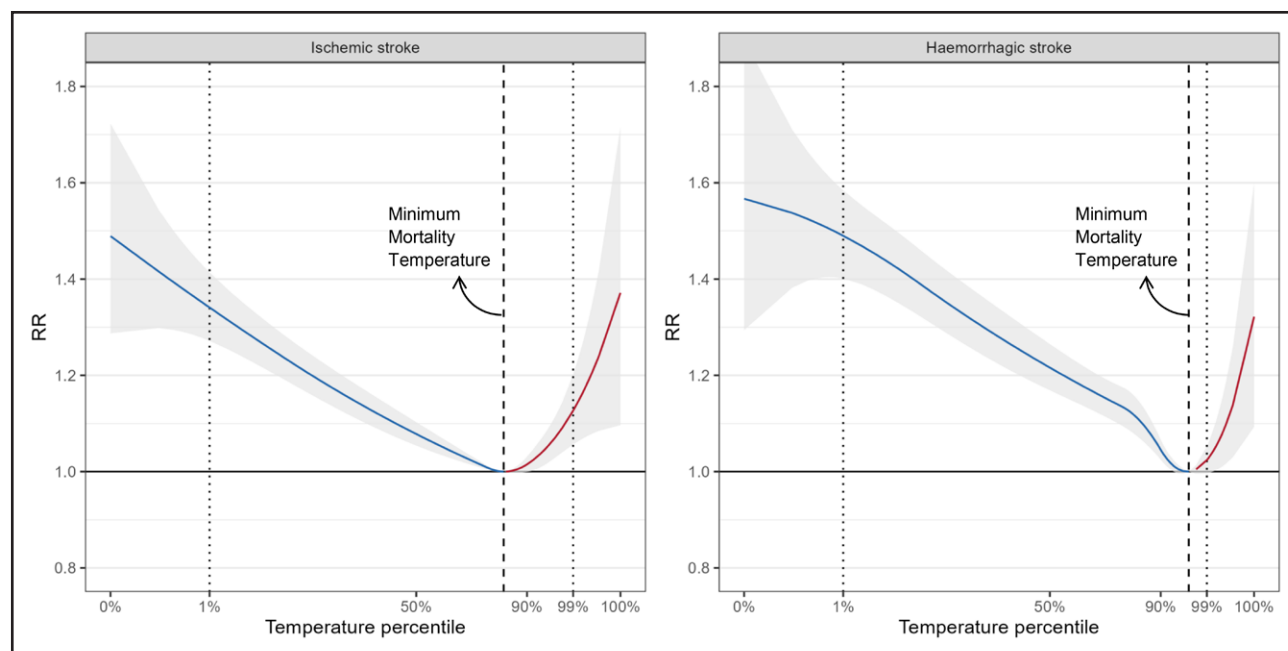 Ischemic stroke
RR
1.8
1.6
1.4
1.2
1.0
0.8
Minimum
Mortality
Temperature
0% 1% 50% 90% 99% 100%
Temperature percentile
Haemorrhagic stroke
RR
1.8
1.6
1.4
1.2
1.0
0.8
Minimum
Mortality
Temperature
0% 1% 50% 90% 99% 100%
Temperature percentile